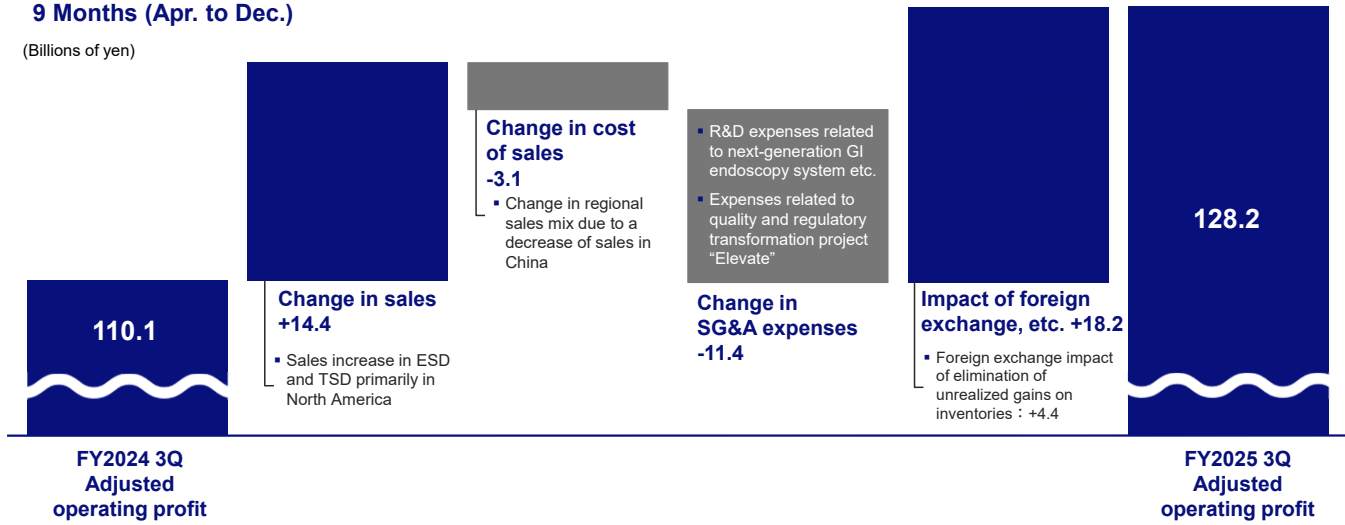 9 Months (Apr. to Dec.)
(Billions of yen)
110.1
FY2024 3Q
Adjusted
operating profit
Change in sales
+14.4
▪ Sales increase in ESD
and TSD primarily in
North America
Change in cost
of sales
-3.1
▪ Change in regional
sales mix due to a
decrease of sales in
China
▪ R&D expenses related
to next-generation GI
endoscopy system etc.
▪ Expenses related to
quality and regulatory
transformation project
“Elevate”
Change in
SG&A expenses
-11.4
Impact of foreign
exchange, etc. +18.2
▪ Foreign exchange impact
of elimination of
unrealized gains on
inventories：+4.4
128.2
FY2025 3Q
Adjusted
operating profit